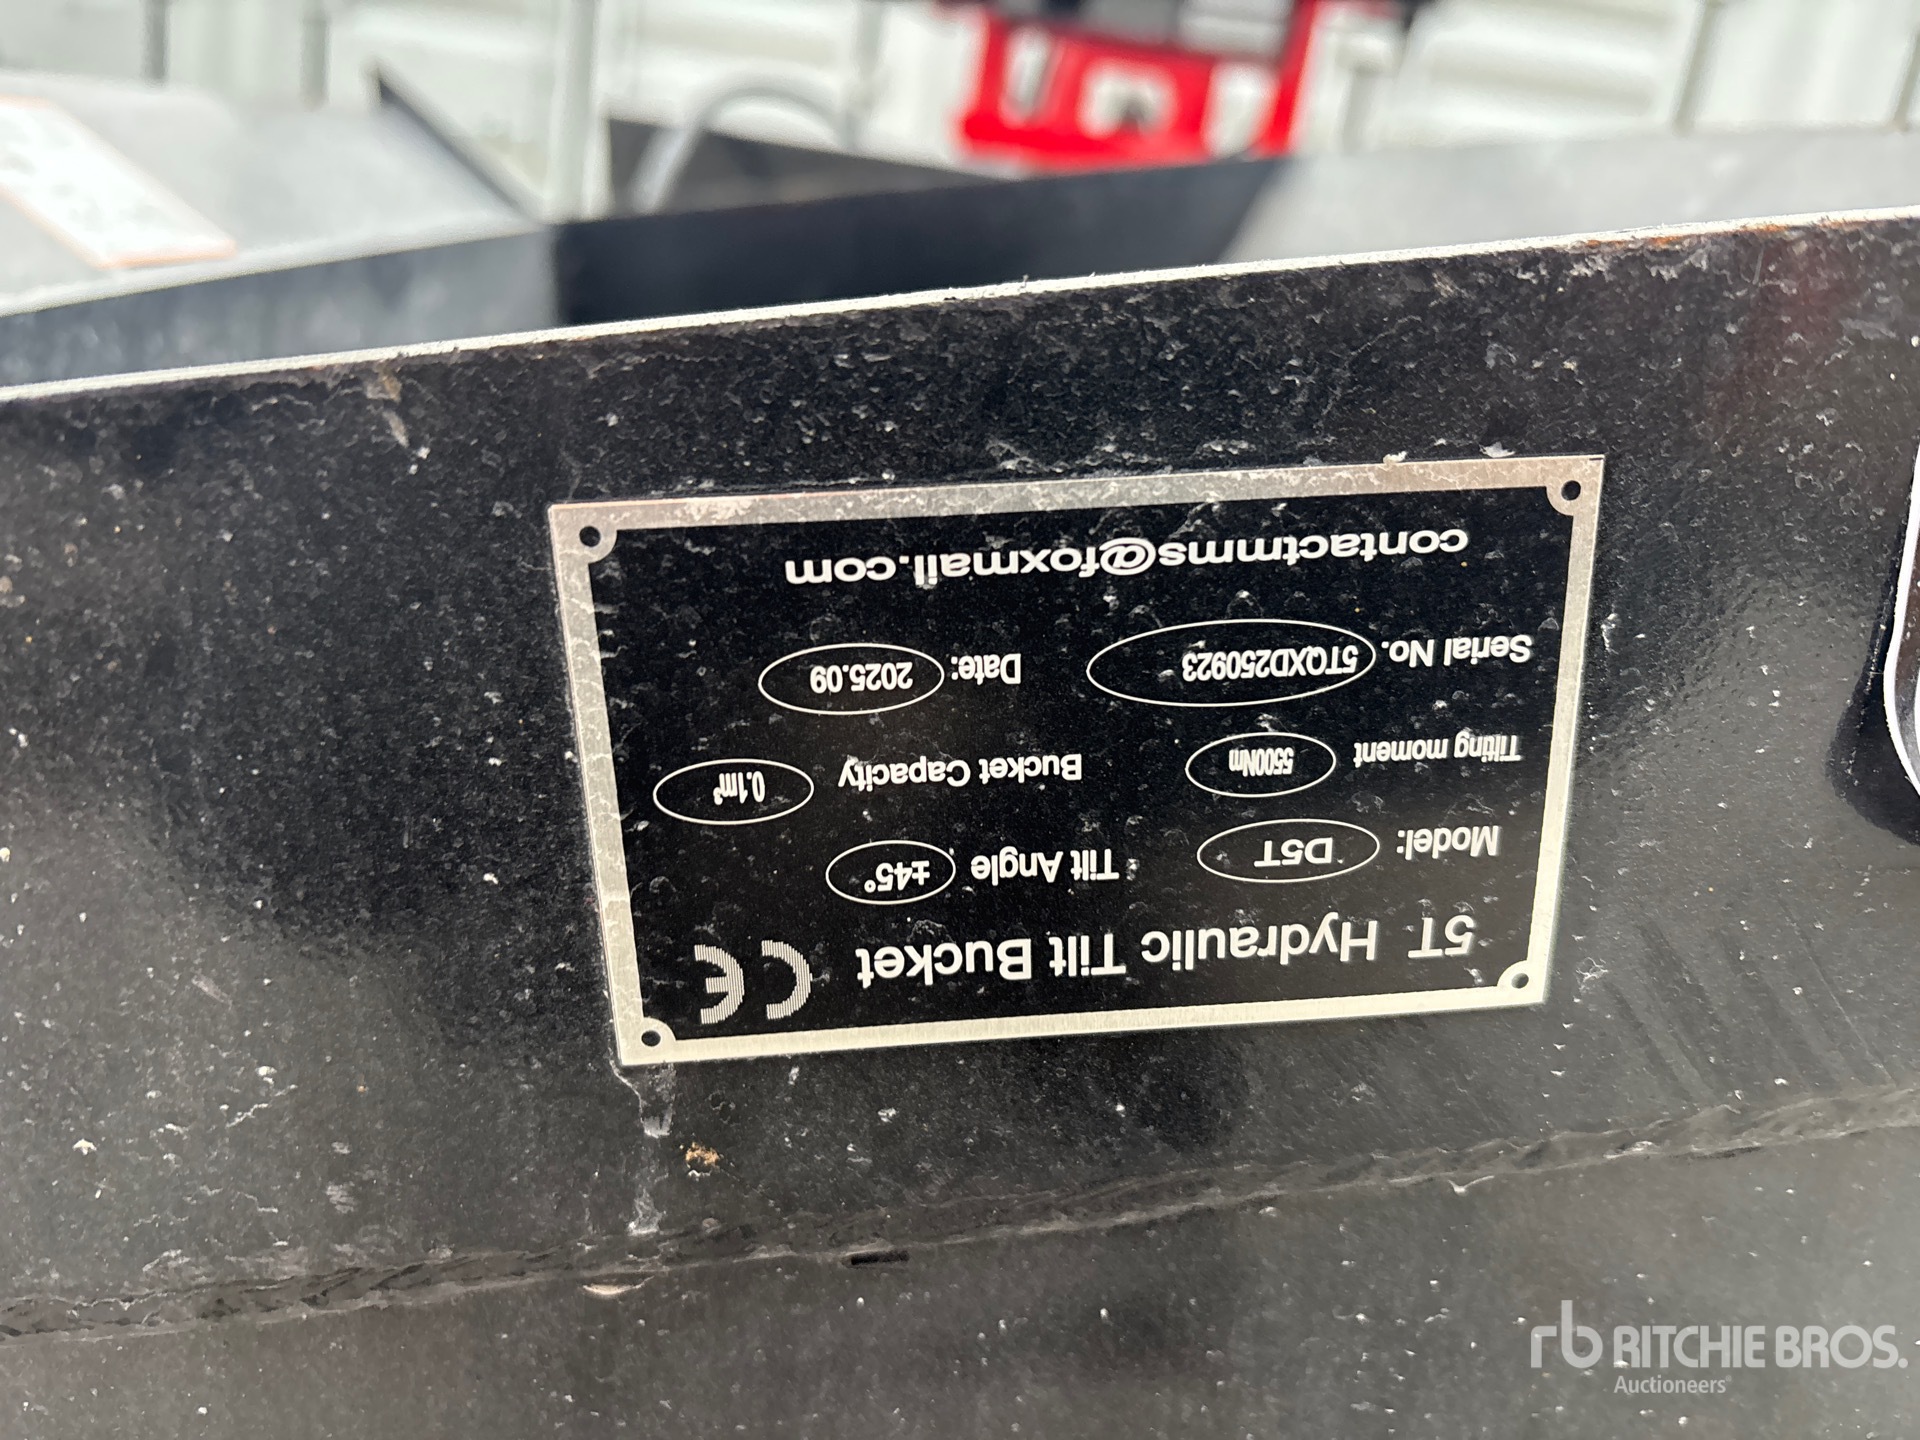 5T Hydraulic Tilt Bucket CE
Model: D5T Tilt Angle ±45°
Tilting moment 5500Nm Bucket Capacity 0.1m³
Serial No. 5TQXD250923 Date: 2025.09
contactmms@foxmail.com
rb RITCHIE BROS.
Auctioneers